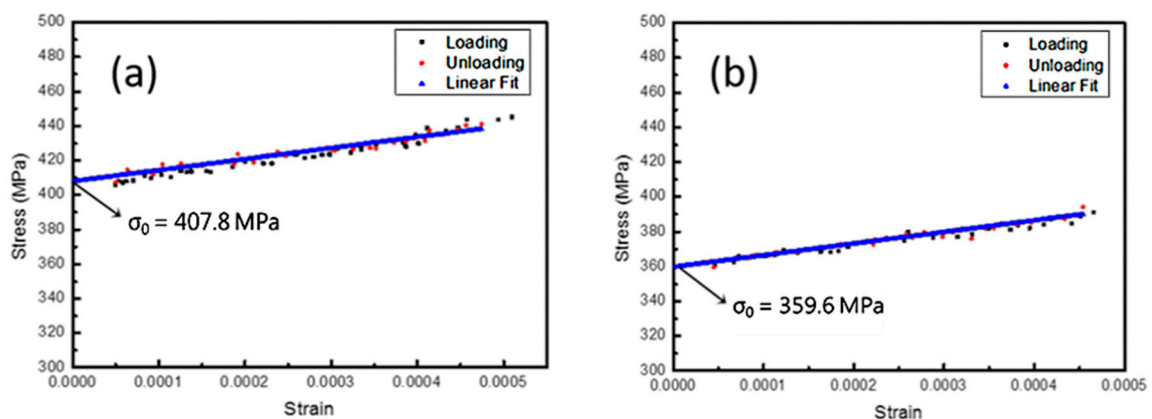 (a)
Loading
Unloading
Linear Fit
500
480
460
440
420
400
380
360
340
320
300
Stress (MPa)
σ₀ = 407.8 MPa
0.0000 0.0001 0.0002 0.0003 0.0004 0.0005
Strain
(b)
Loading
Unloading
Linear Fit
500
480
460
440
420
400
380
360
340
320
300
Stress (MPa)
σ₀ = 359.6 MPa
0.0000 0.0001 0.0002 0.0003 0.0004 0.0005
Strain